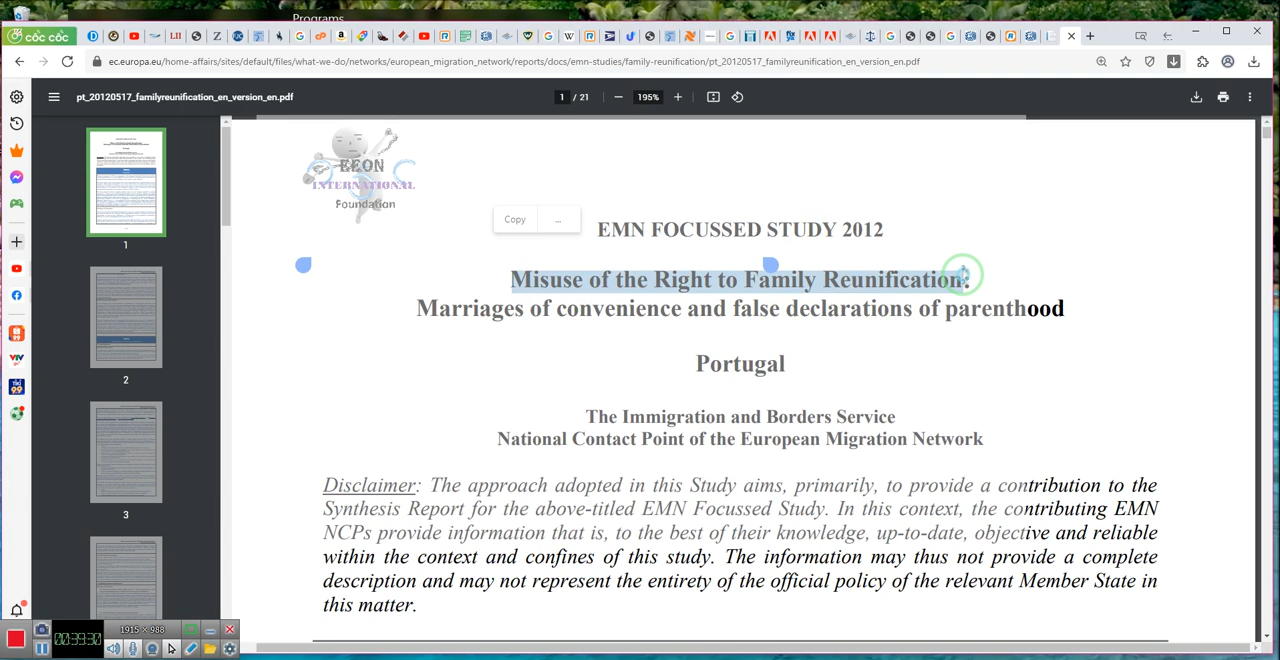 Programs
cốc cốc
ec.europa.eu/home-affairs/sites/default/files/what-we-do/networks/european_migration_network/reports/docs/emn-studies/family-reunification/pt_20120517_familyreunification_en_version_en.pdf
pt_20120517_familyreunification_en_version_en.pdf
1 / 21
195%
EEON
INTERNATIONAL
Foundation
Copy
...
EMN FOCUSSED STUDY 2012
Misuse of the Right to Family Reunification:
Marriages of convenience and false declarations of parenthood
Portugal
The Immigration and Borders Service
National Contact Point of the European Migration Network
Disclaimer: The approach adopted in this Study aims, primarily, to provide a contribution to the
Synthesis Report for the above-titled EMN Focussed Study. In this context, the contributing EMN
NCPs provide information that is, to the best of their knowledge, up-to-date, objective and reliable
within the context and confines of this study. The information may thus not provide a complete
description and may not represent the entirety of the official policy of the relevant Member State in
this matter.
1
2
3
VTV
1915 × 988
00:39:30